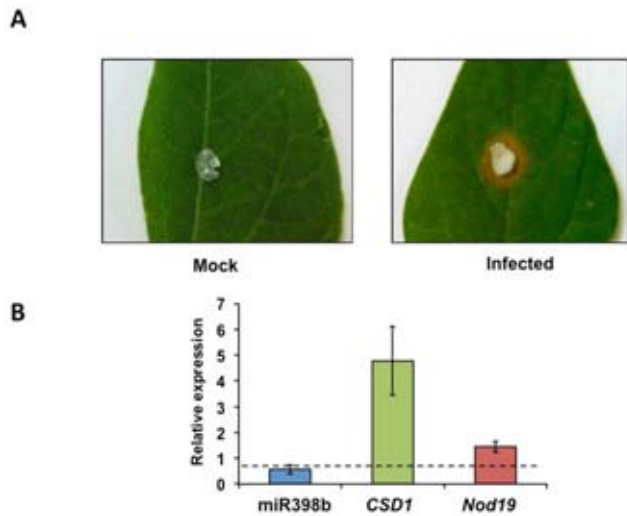 A
Mock
Infected
B
Relative expression
7
6
5
4
3
2
1
0
miR398b
CSD1
Nod19